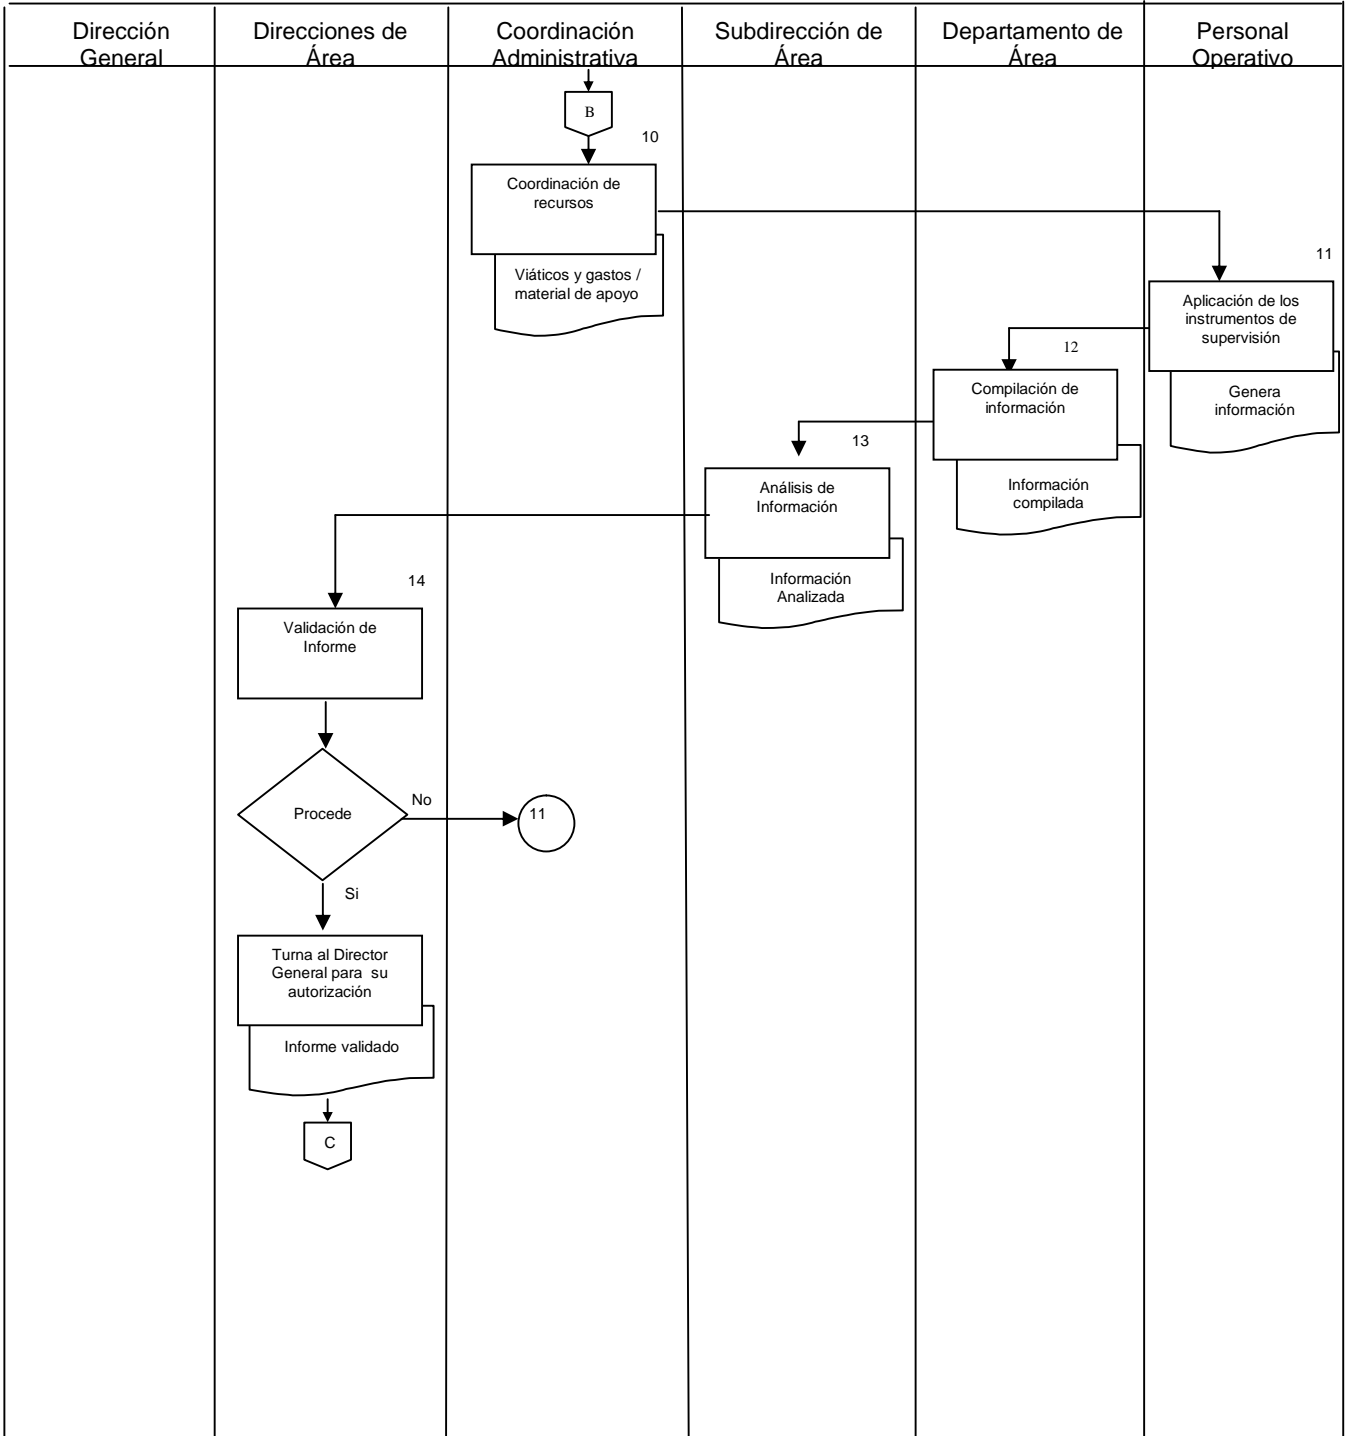 Dirección
General
Direcciones de
Área
Coordinación
Administrativa
Subdirección de
Área
Departamento de
Área
Personal
Operativo
B
10
Coordinación de
recursos
Viáticos y gastos /
material de apoyo
11
Aplicación de los
instrumentos de
supervisión
Genera
información
12
Compilación de
información
Información
compilada
13
Análisis de
Información
Información
Analizada
14
Validación de
Informe
Procede
No
11
Si
Turna al Director
General para su
autorización
Informe validado
C